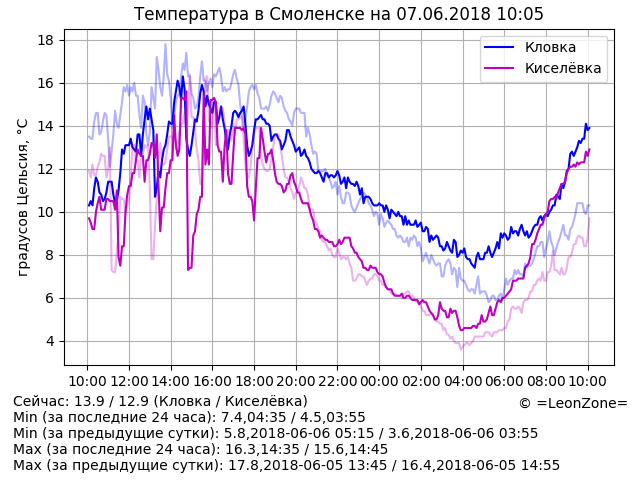 Температура в Смоленске на 07.06.2018 10:05
Кловка
Киселёвка
градусов Цельсия, °C
18
16
14
12
10
8
6
4
10:00 12:00 14:00 16:00 18:00 20:00 22:00 00:00 02:00 04:00 06:00 08:00 10:00
Сейчас: 13.9 / 12.9 (Кловка / Киселёвка)
© =LeonZone=
Min (за последние 24 часа): 7.4,04:35 / 4.5,03:55
Min (за предыдущие сутки): 5.8,2018-06-06 05:15 / 3.6,2018-06-06 03:55
Max (за последние 24 часа): 16.3,14:35 / 15.6,14:45
Max (за предыдущие сутки): 17.8,2018-06-05 13:45 / 16.4,2018-06-05 14:55